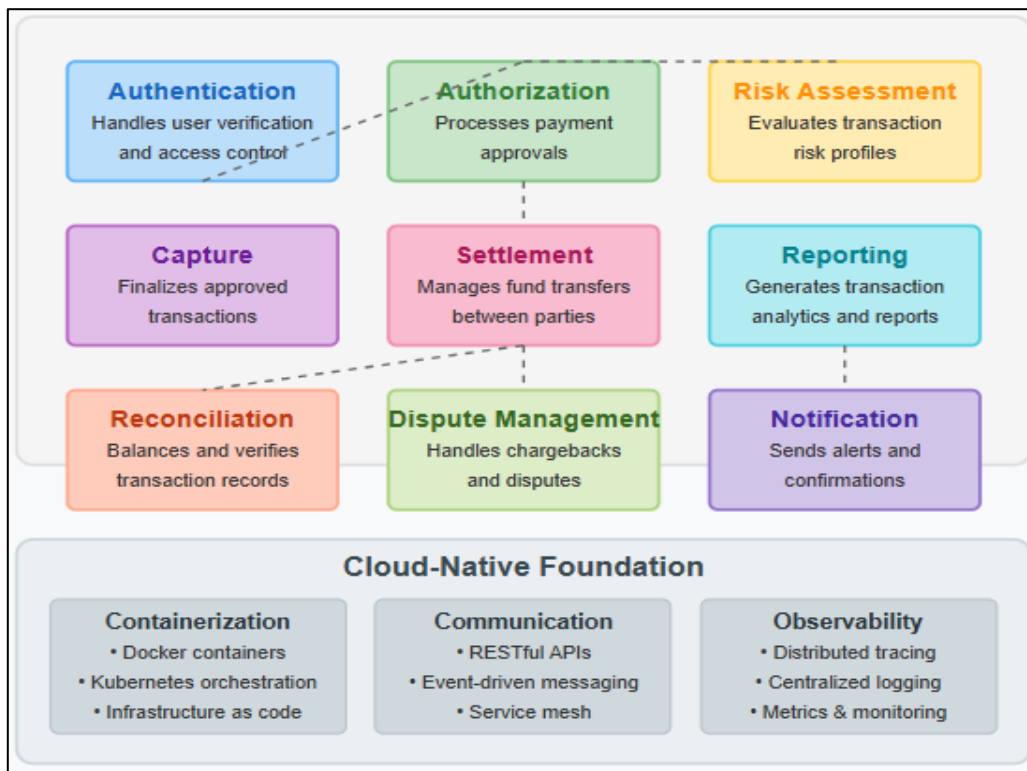 Authentication
Handles user verification
and access control
Authorization
Processes payment
approvals
Risk Assessment
Evaluates transaction
risk profiles
Capture
Finalizes approved
transactions
Settlement
Manages fund transfers
between parties
Reporting
Generates transaction
analytics and reports
Reconciliation
Balances and verifies
transaction records
Dispute Management
Handles chargebacks
and disputes
Notification
Sends alerts and
confirmations
Cloud-Native Foundation
Containerization
• Docker containers
• Kubernetes orchestration
• Infrastructure as code
Communication
• RESTful APIs
• Event-driven messaging
• Service mesh
Observability
• Distributed tracing
• Centralized logging
• Metrics & monitoring